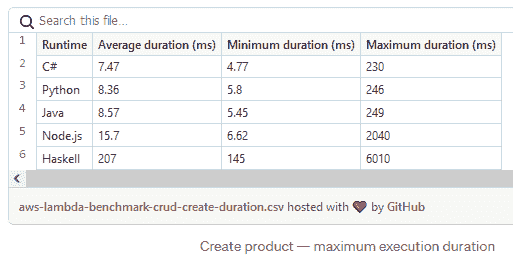 Search this file...
1 Runtime Average duration (ms) Minimum duration (ms) Maximum duration (ms)
2 C# 7.47 4.77 230
3 Python 8.36 5.8 246
4 Java 8.57 5.45 249
5 Node.js 15.7 6.62 2040
6 Haskell 207 145 6010
aws-lambda-benchmark-crud-create-duration.csv hosted with ❤ by GitHub
Create product — maximum execution duration